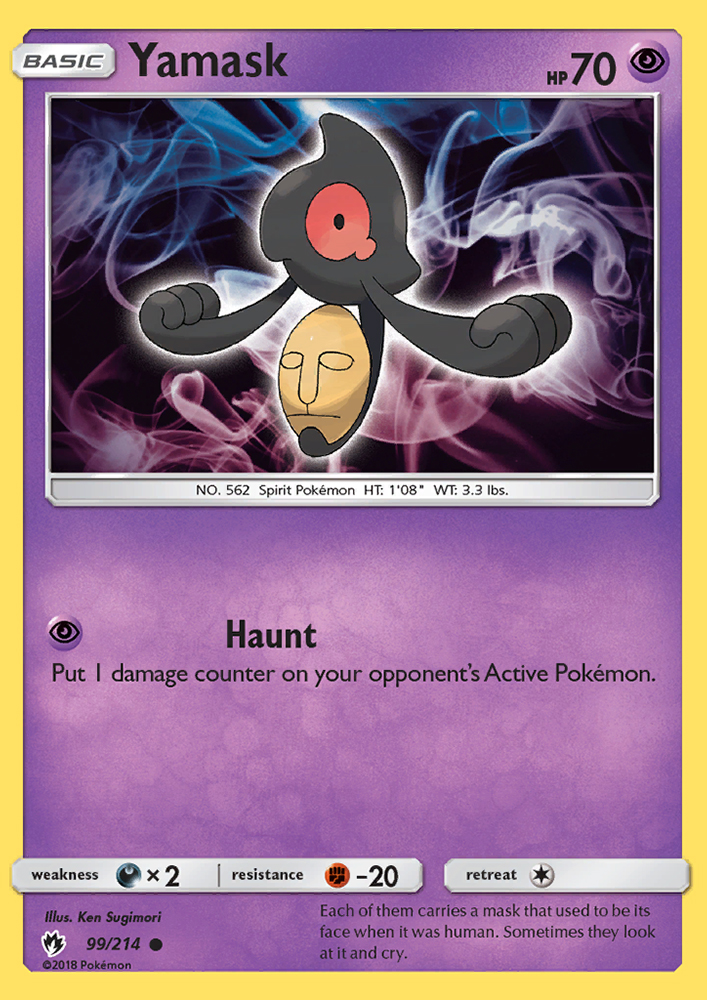 BASIC Yamask HP 70
NO. 562 Spirit Pokémon HT: 1'08" WT: 3.3 lbs.
Haunt
Put 1 damage counter on your opponent's Active Pokémon.
weakness ×2 resistance -20 retreat
Illus. Ken Sugimori
99/214
©2018 Pokémon
Each of them carries a mask that used to be its
face when it was human. Sometimes they look
at it and cry.